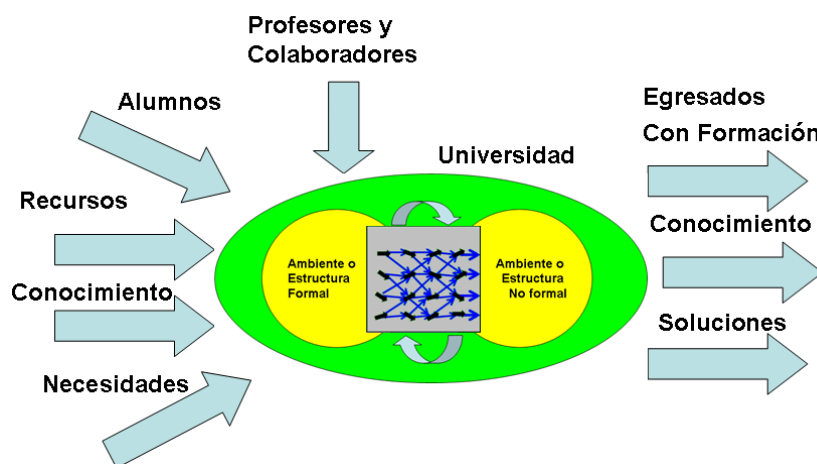 Profesores y
Colaboradores
Alumnos
Egresados
Con Formación
Universidad
Recursos
Conocimiento
Ambiente o
Estructura
Formal
Ambiente o
Estructura
No formal
Conocimiento
Soluciones
Necesidades